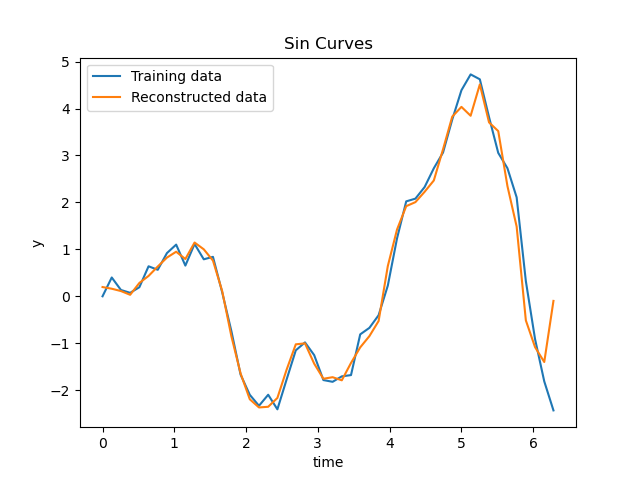 Sin Curves
Training data
Reconstructed data
5
4
3
2
1
0
−1
−2
y
0 1 2 3 4 5 6
time